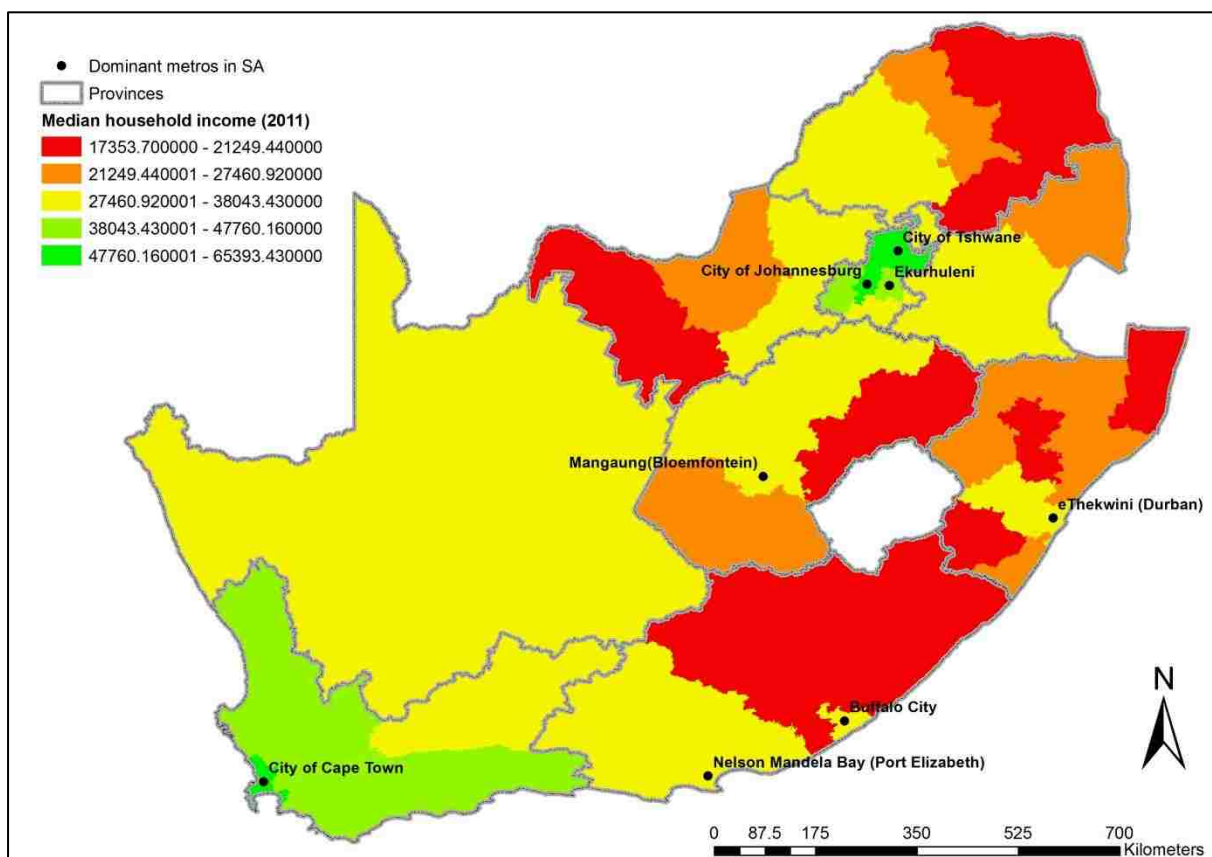 Dominant metros in SA
Provinces
Median household income (2011)
17353.700000 - 21249.440000
21249.440001 - 27460.920000
27460.920001 - 38043.430000
38043.430001 - 47760.160000
47760.160001 - 65393.430000
City of Tshwane
City of Johannesburg
Ekurhuleni
Mangaung(Bloemfontein)
eThekwini (Durban)
Buffalo City
Nelson Mandela Bay (Port Elizabeth)
City of Cape Town
N
0 87.5 175 350 525 700
Kilometers